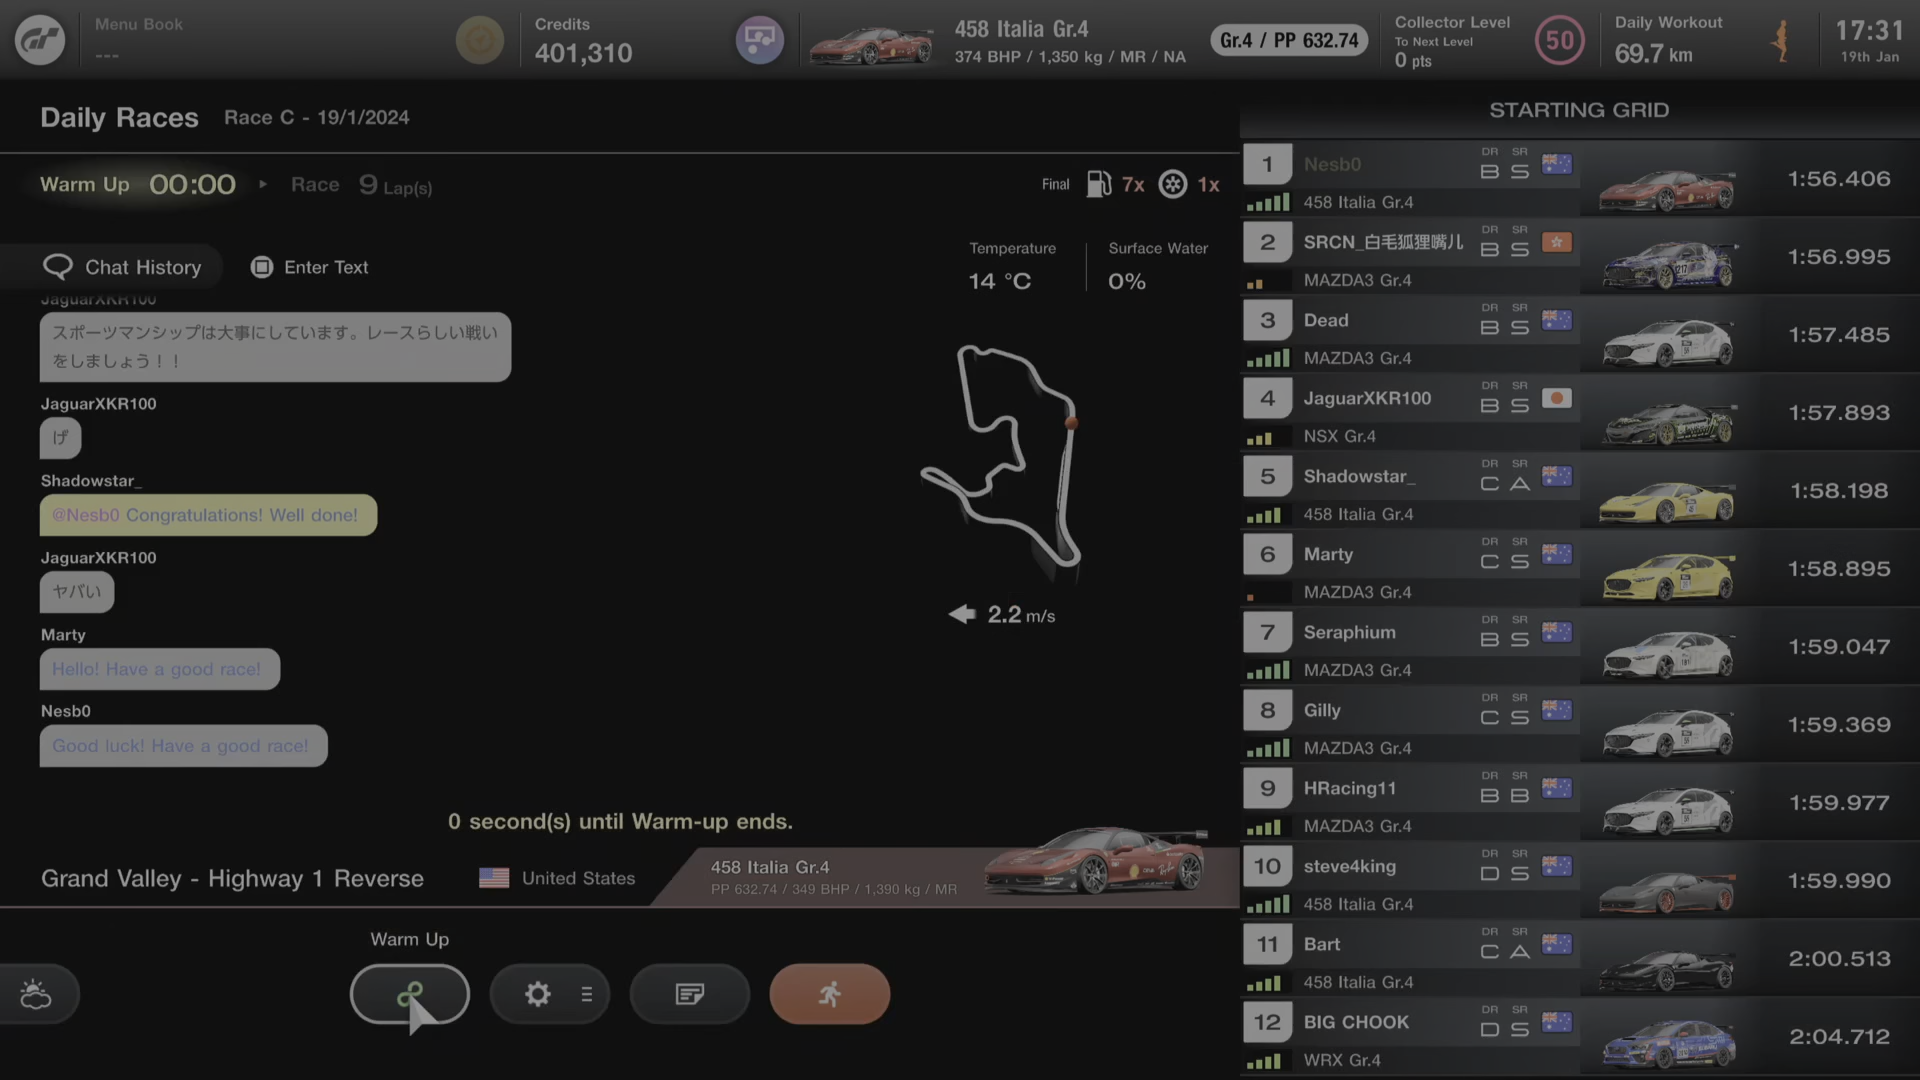 Menu Book
---
Credits
401,310
458 Italia Gr.4
374 BHP / 1,350 kg / MR / NA
Gr.4 / PP 632.74
Collector Level
To Next Level
0 pts
50
Daily Workout
69.7 km
17:31
19th Jan
Daily Races
Race C - 19/1/2024
Warm Up 00:00
Race 9 Lap(s)
Final 7x 1x
Chat History
Enter Text
Temperature
14 °C
Surface Water
0%
JaguarXKR100
スポーツマンシップは大事にしています。レースらしい戦い
をしましょう！！
JaguarXKR100
げ
Shadowstar_
@Nesb0 Congratulations! Well done!
JaguarXKR100
ヤバい
Marty
Hello! Have a good race!
Nesb0
Good luck! Have a good race!
2.2 m/s
0 second(s) until Warm-up ends.
Grand Valley - Highway 1 Reverse
United States
458 Italia Gr.4
PP 632.74 / 349 BHP / 1,390 kg / MR
Warm Up
STARTING GRID
1 Nesb0 DR B SR S 1:56.406
458 Italia Gr.4
2 SRCN_白毛狐狸嘴儿 DR B SR S 1:56.995
MAZDA3 Gr.4
3 Dead DR B SR S 1:57.485
MAZDA3 Gr.4
4 JaguarXKR100 DR B SR S 1:57.893
NSX Gr.4
5 Shadowstar_ DR C SR A 1:58.198
458 Italia Gr.4
6 Marty DR C SR S 1:58.895
MAZDA3 Gr.4
7 Seraphium DR B SR S 1:59.047
MAZDA3 Gr.4
8 Gilly DR C SR S 1:59.369
MAZDA3 Gr.4
9 HRacing11 DR B SR B 1:59.977
MAZDA3 Gr.4
10 steve4king DR D SR S 1:59.990
458 Italia Gr.4
11 Bart DR C SR A 2:00.513
458 Italia Gr.4
12 BIG CHOOK DR D SR S 2:04.712
WRX Gr.4